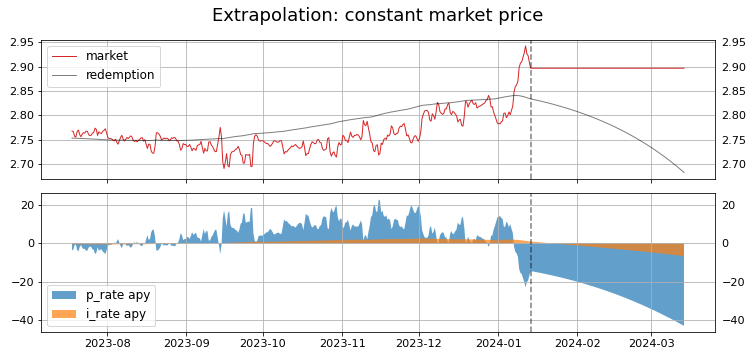 Extrapolation: constant market price
2.95 2.95
market
redemption
2.90 2.90
2.85 2.85
2.80 2.80
2.75 2.75
2.70 2.70
20 20
0 0
−20 −20
−40 −40
p_rate apy
i_rate apy
2023-08 2023-09 2023-10 2023-11 2023-12 2024-01 2024-02 2024-03